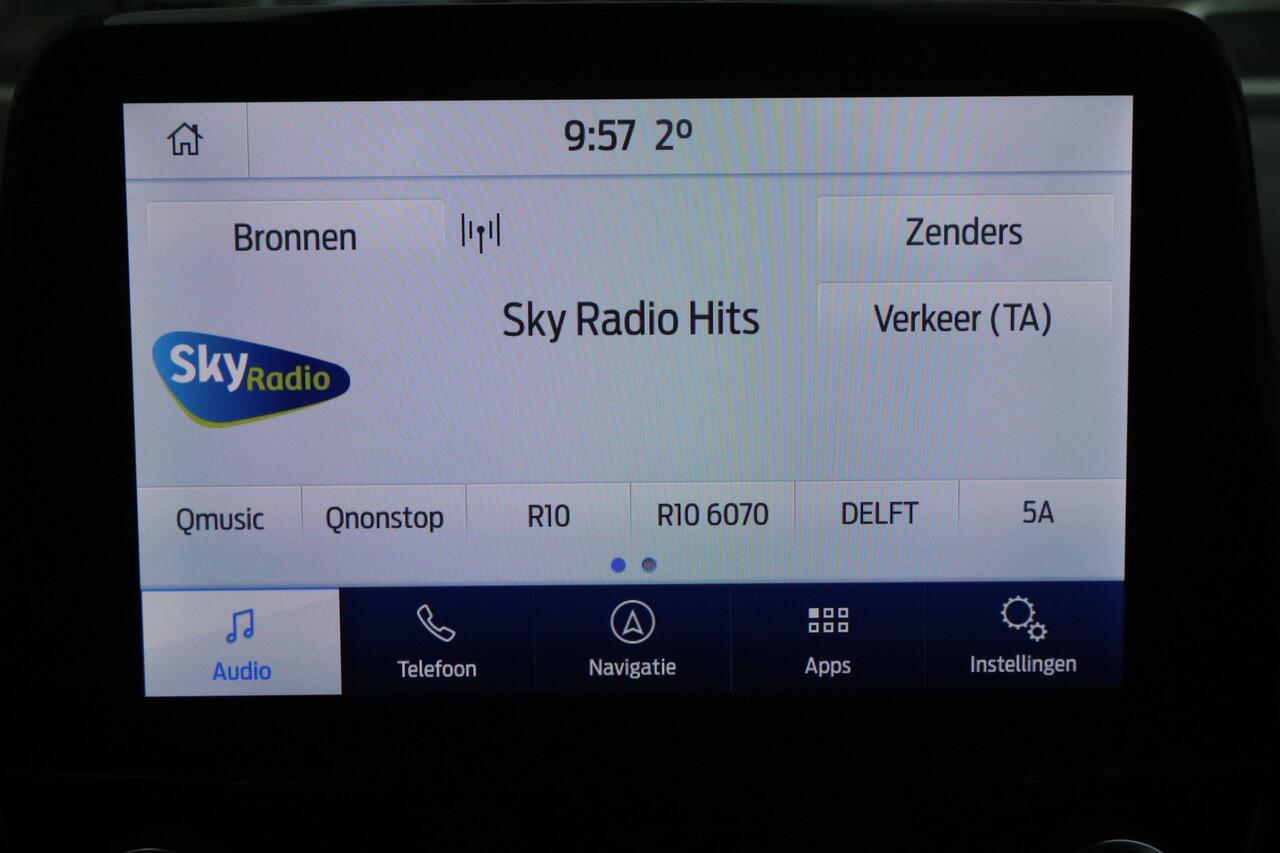 9:57 2º
Bronnen
Zenders
Sky Radio Hits
Verkeer (TA)
Sky Radio
Qmusic Qnonstop R10 R10 6070 DELFT 5A
Audio Telefoon Navigatie Apps Instellingen